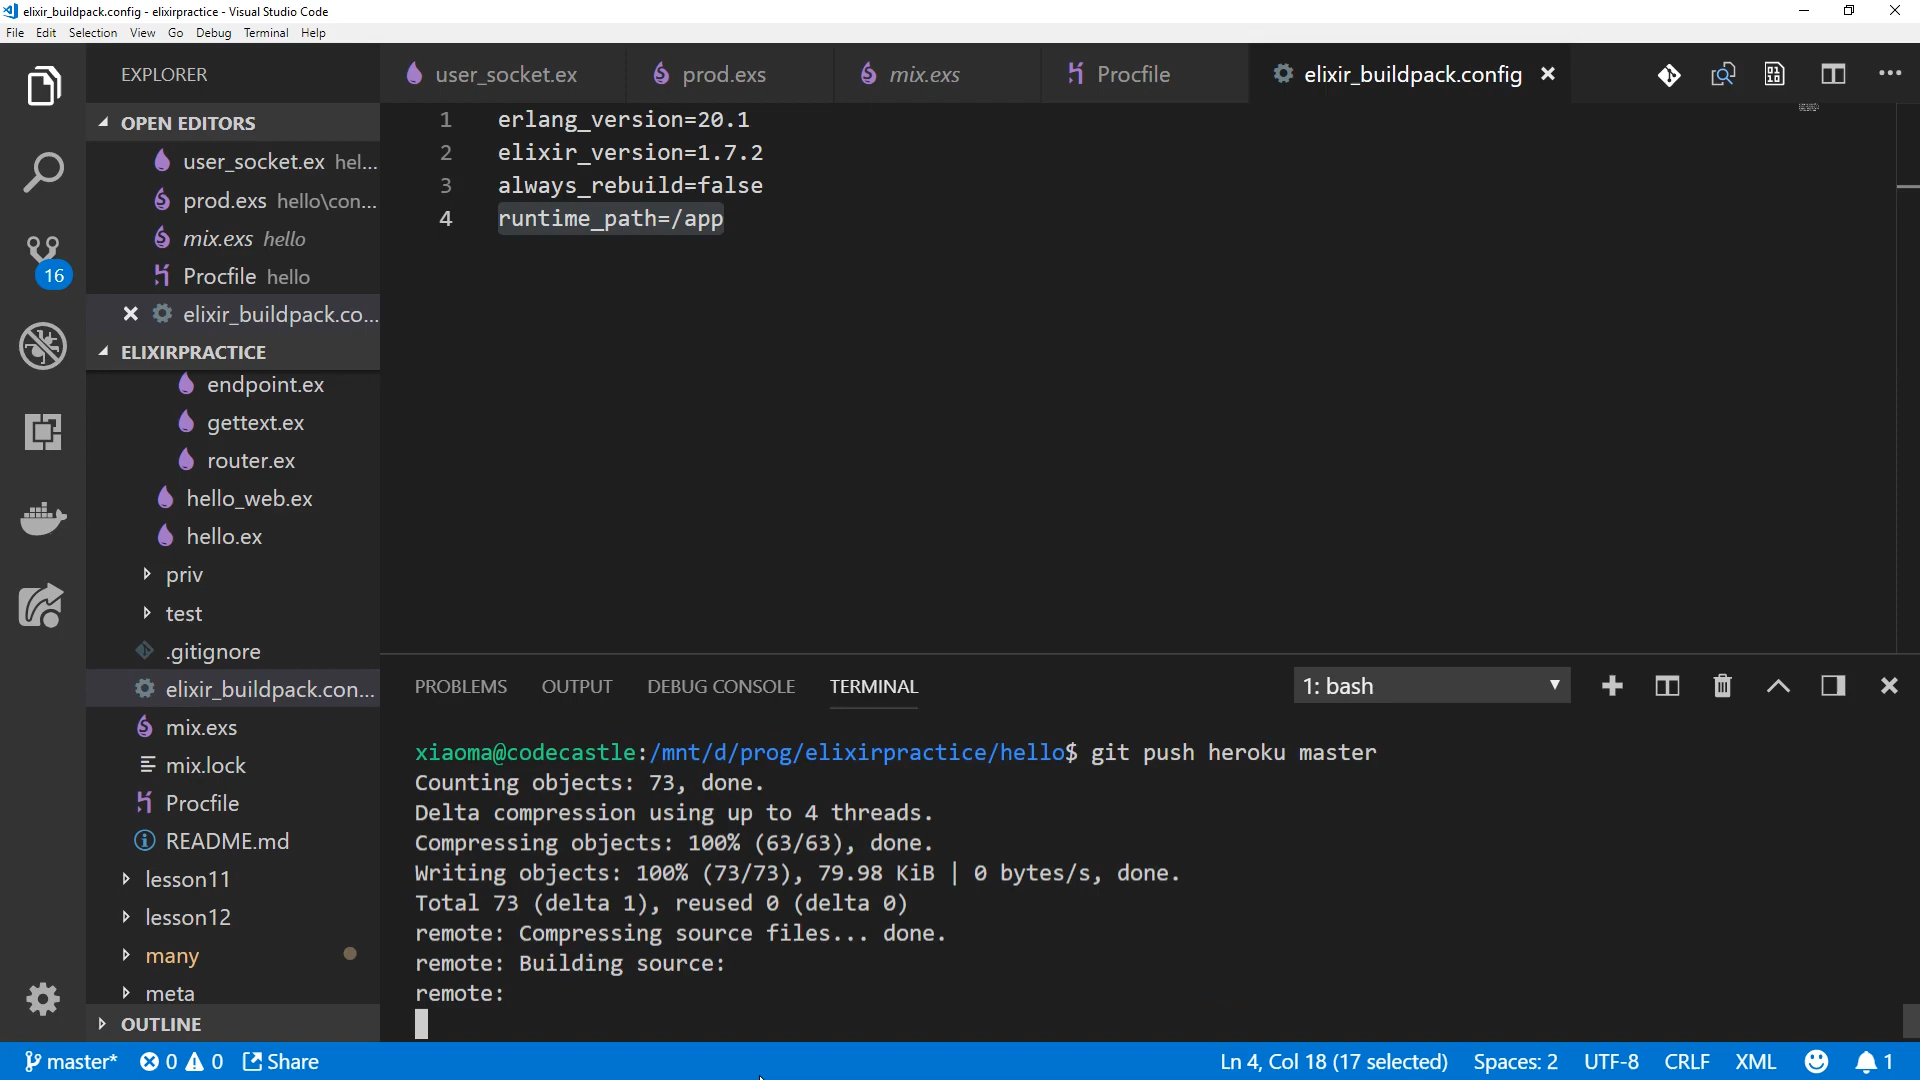 elixir_buildpack.config - elixirpractice - Visual Studio Code
File Edit Selection View Go Debug Terminal Help
EXPLORER
OPEN EDITORS
user_socket.ex hel...
prod.exs hello\con...
mix.exs hello
Procfile hello
elixir_buildpack.co...
ELIXIRPRACTICE
endpoint.ex
gettext.ex
router.ex
hello_web.ex
hello.ex
priv
test
.gitignore
elixir_buildpack.con...
mix.exs
mix.lock
Procfile
README.md
lesson11
lesson12
many
meta
OUTLINE
16
user_socket.ex prod.exs mix.exs Procfile elixir_buildpack.config
1 erlang_version=20.1
2 elixir_version=1.7.2
3 always_rebuild=false
4 runtime_path=/app
PROBLEMS OUTPUT DEBUG CONSOLE TERMINAL 1: bash
xiaoma@codecastle:/mnt/d/prog/elixirpractice/hello$ git push heroku master
Counting objects: 73, done.
Delta compression using up to 4 threads.
Compressing objects: 100% (63/63), done.
Writing objects: 100% (73/73), 79.98 KiB | 0 bytes/s, done.
Total 73 (delta 1), reused 0 (delta 0)
remote: Compressing source files... done.
remote: Building source:
remote:
master* 0 0 Share Ln 4, Col 18 (17 selected) Spaces: 2 UTF-8 CRLF XML 1